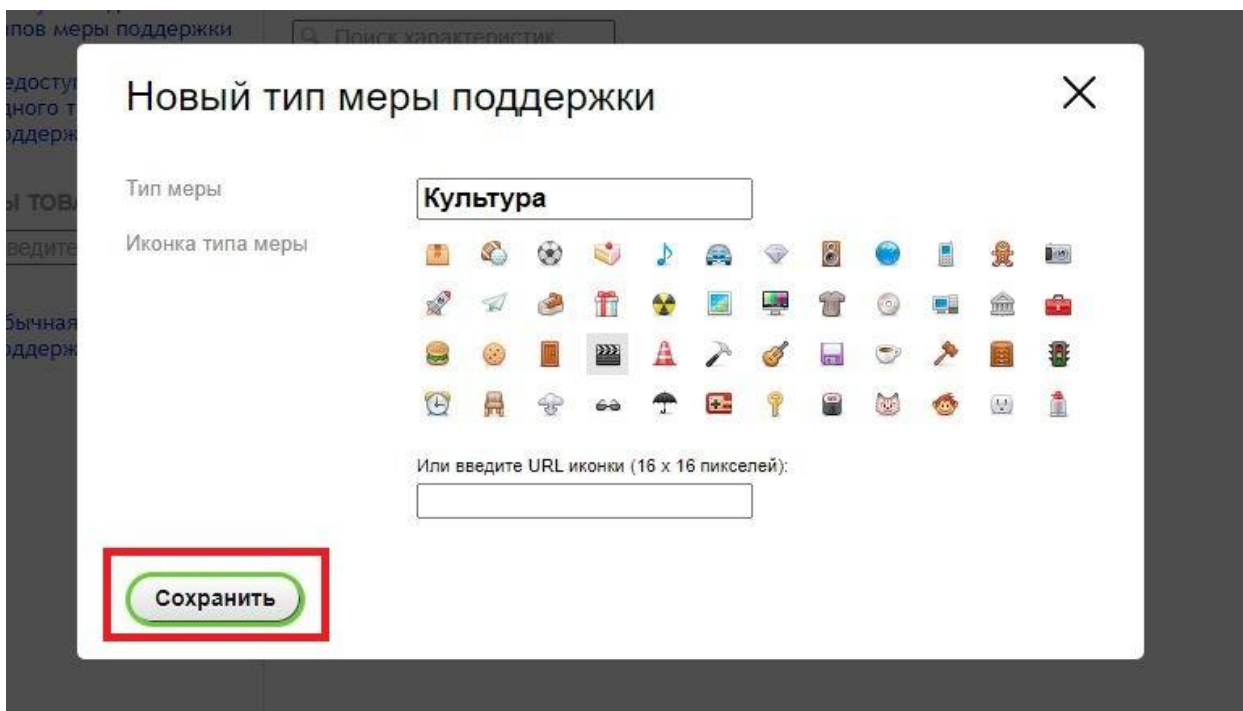 меры поддержки
Поиск характеристик
Новый тип меры поддержки
Тип меры
Культура
Иконка типа меры
Или введите URL иконки (16 x 16 пикселей):
Сохранить